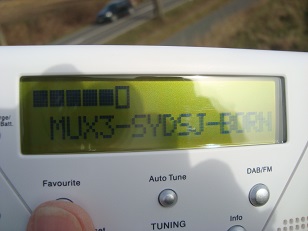 MUX3-SYDSJ-BORN
Favourite
Auto Tune
DAB/FM
TUNING
Info